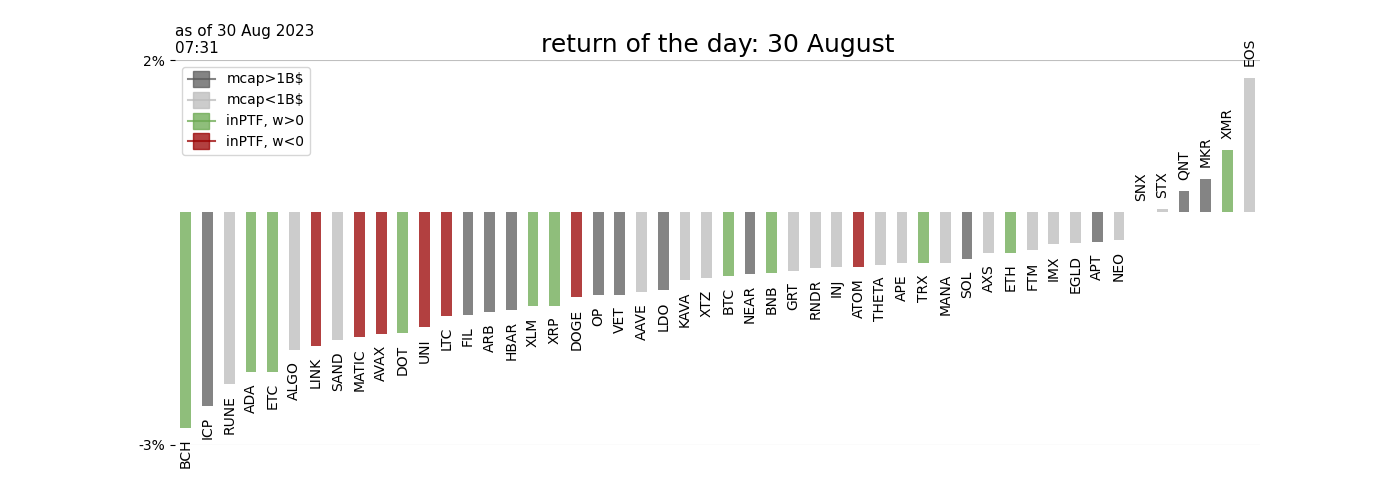 as of 30 Aug 2023
07:31
return of the day: 30 August
2%
mcap>1B$
mcap<1B$
inPTF, w>0
inPTF, w<0
-3%
BCH
ICP
RUNE
ADA
ETC
ALGO
LINK
SAND
MATIC
AVAX
DOT
UNI
LTC
FIL
ARB
HBAR
XLM
XRP
DOGE
OP
VET
AAVE
LDO
KAVA
XTZ
BTC
NEAR
BNB
GRT
RNDR
INJ
ATOM
THETA
APE
TRX
MANA
SOL
AXS
ETH
FTM
IMX
EGLD
APT
NEO
SNX
STX
QNT
MKR
XMR
EOS